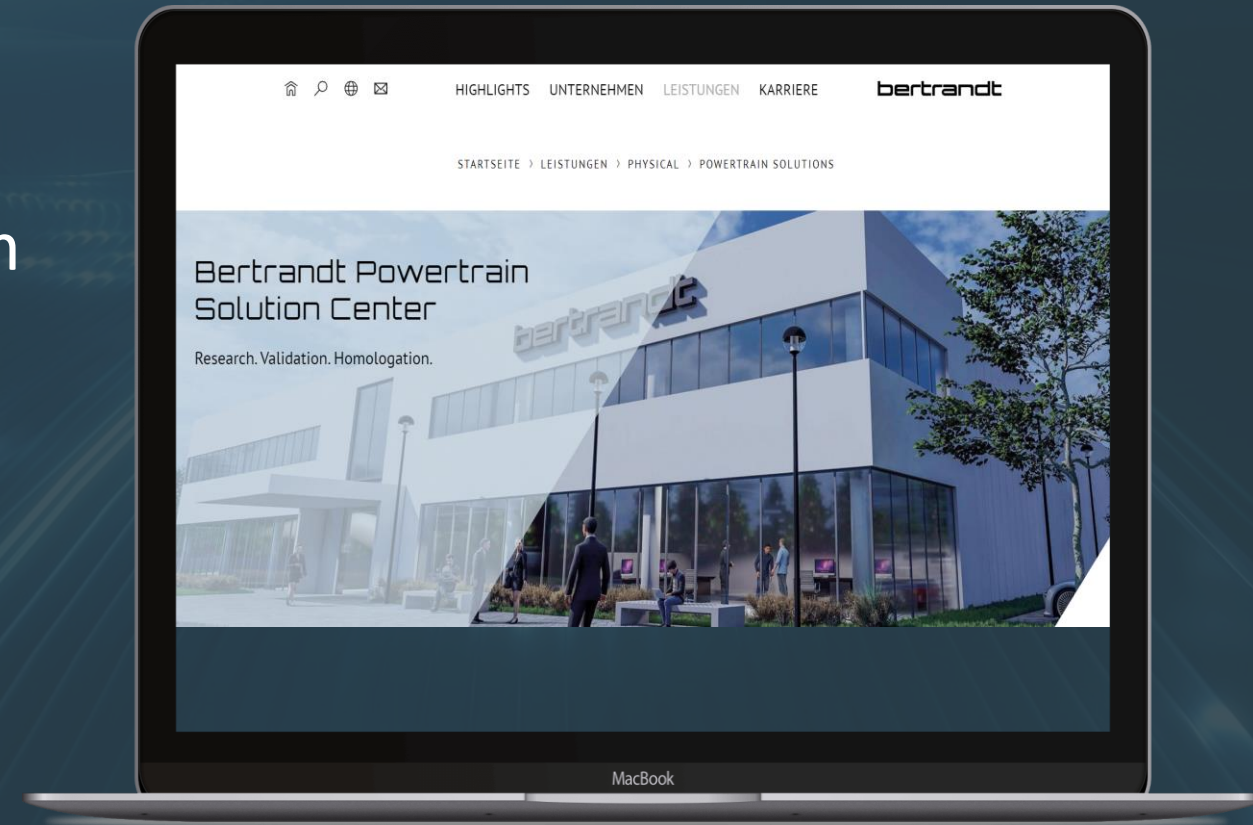 HIGHLIGHTS UNTERNEHMEN LEISTUNGEN KARRIERE bertrandt
STARTSEITE > LEISTUNGEN > PHYSICAL > POWERTRAIN SOLUTIONS
Bertrandt Powertrain
Solution Center
Research. Validation. Homologation.
bertrandt
MacBook